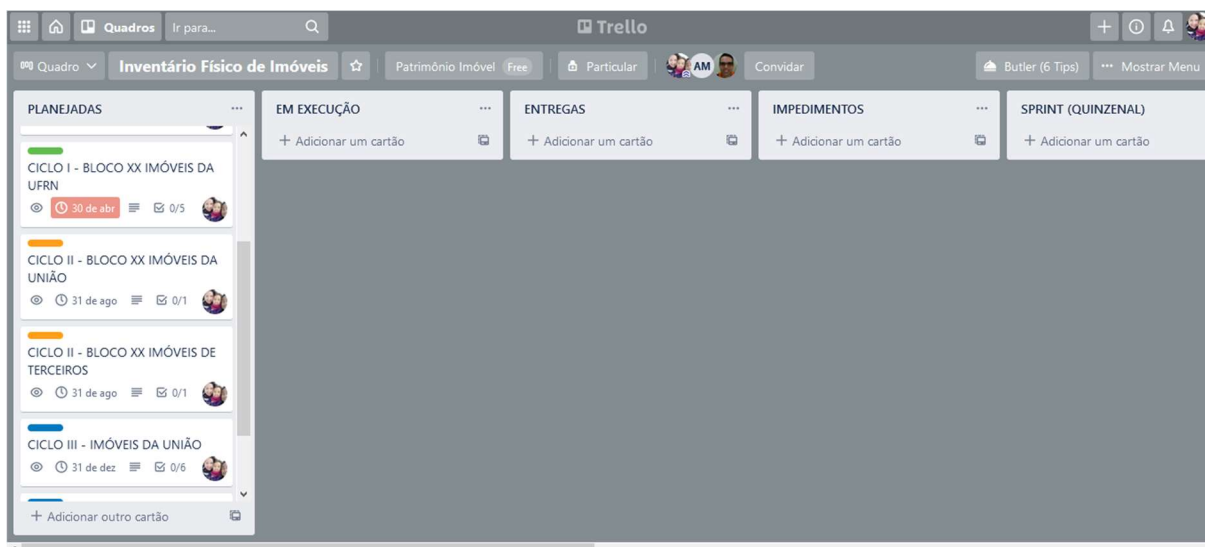 Quadros
Ir para...
Trello
Quadro
Inventário Físico de Imóveis
Patrimônio Imóvel Free
Particular
AM
Convidar
Butler (6 Tips)
Mostrar Menu
PLANEJADAS
CICLO I - BLOCO XX IMÓVEIS DA
UFRN
30 de abr
0/5
CICLO II - BLOCO XX IMÓVEIS DA
UNIÃO
31 de ago
0/1
CICLO II - BLOCO XX IMÓVEIS DE
TERCEIROS
31 de ago
0/1
CICLO III - IMÓVEIS DA UNIÃO
31 de dez
0/6
+ Adicionar outro cartão
EM EXECUÇÃO
+ Adicionar um cartão
ENTREGAS
+ Adicionar um cartão
IMPEDIMENTOS
+ Adicionar um cartão
SPRINT (QUINZENAL)
+ Adicionar um cartão